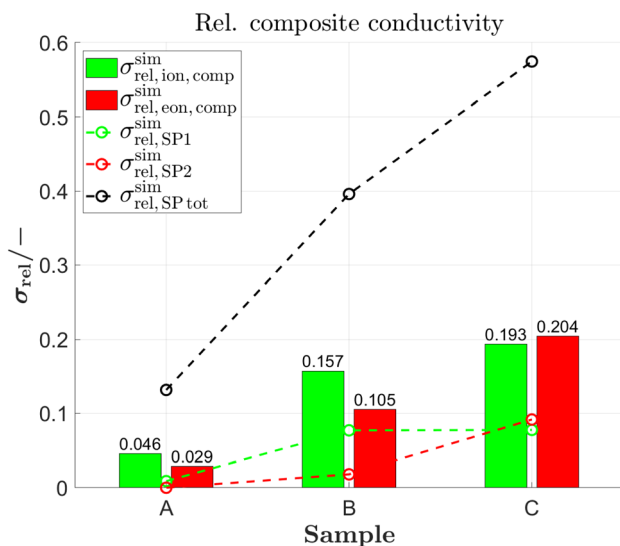 Rel. composite conductivity
0.6
0.5
0.4
0.3
0.2
0.1
0
σ_rel/−
σ^sim_rel, ion, comp
σ^sim_rel, eon, comp
σ^sim_rel, SP1
σ^sim_rel, SP2
σ^sim_rel, SP tot
0.046
0.029
0.157
0.105
0.193
0.204
A B C
Sample